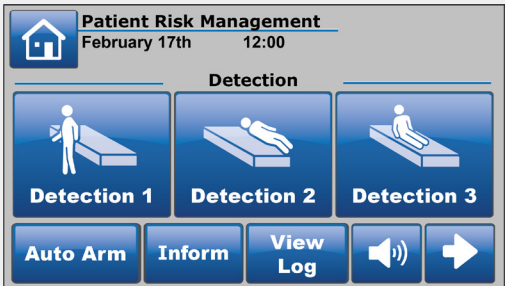 Patient Risk Management
February 17th 12:00
Detection
Detection 1 Detection 2 Detection 3
Auto Arm Inform View Log